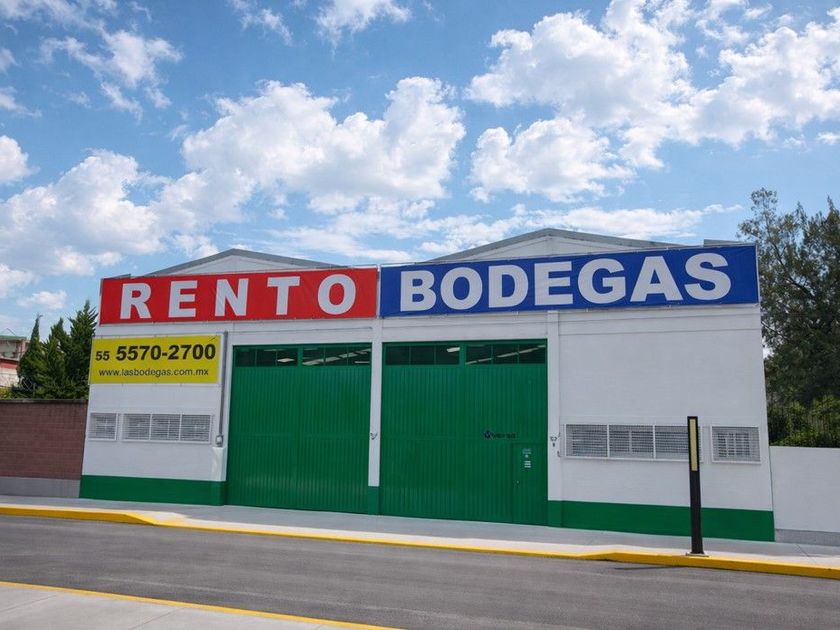 RENTO BODEGAS
55 5570-2700
www.lasbodegas.com.mx